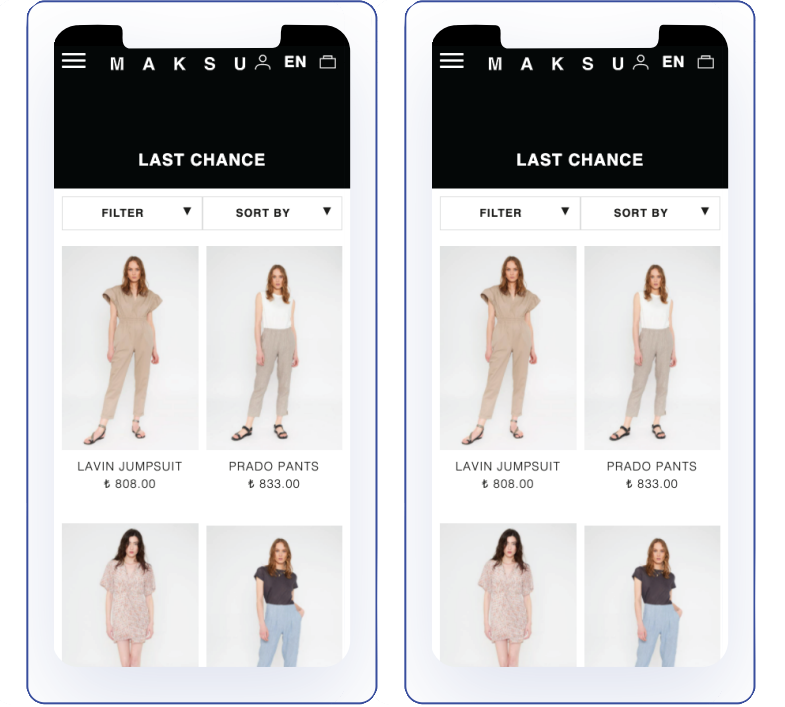 M A K S U EN
LAST CHANCE
FILTER ▼ SORT BY ▼
LAVIN JUMPSUIT PRADO PANTS
₺ 808.00 ₺ 833.00
M A K S U EN
LAST CHANCE
FILTER ▼ SORT BY ▼
LAVIN JUMPSUIT PRADO PANTS
₺ 808.00 ₺ 833.00